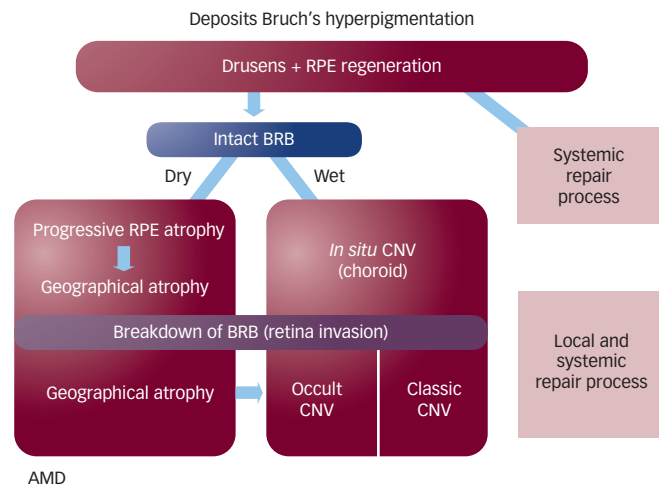 Deposits Bruch's hyperpigmentation
Drusens + RPE regeneration
Intact BRB
Systemic
repair
process
Dry
Wet
Progressive RPE atrophy
Geographical atrophy
In situ CNV
(choroid)
Breakdown of BRB (retina invasion)
Local and
systemic
repair process
Geographical atrophy
Occult
CNV
Classic
CNV
AMD